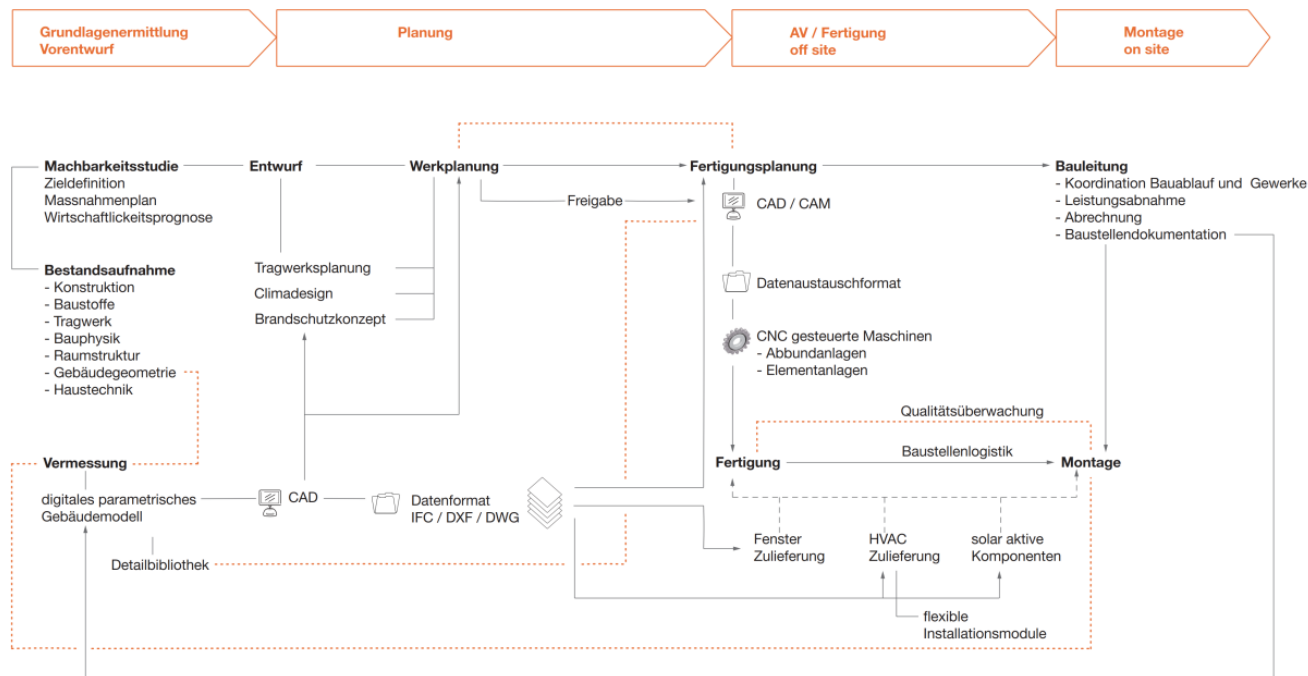 Grundlagenermittlung
Vorentwurf
Planung
AV / Fertigung
off site
Montage
on site
Machbarkeitsstudie
Zieldefinition
Massnahmenplan
Wirtschaftlickeitsprognose
Entwurf
Werkplanung
Freigabe
Fertigungsplanung
CAD / CAM
Bauleitung
- Koordination Bauablauf und Gewerke
- Leistungsabnahme
- Abrechnung
- Baustellendokumentation
Bestandsaufnahme
- Konstruktion
- Baustoffe
- Tragwerk
- Bauphysik
- Raumstruktur
- Gebäudegeometrie
- Haustechnik
Tragwerksplanung
Climadesign
Brandschutzkonzept
Datenaustauschformat
CNC gesteuerte Maschinen
- Abbundanlagen
- Elementanlagen
Qualitätsüberwachung
Vermessung
digitales parametrisches
Gebäudemodell
CAD
Datenformat
IFC / DXF / DWG
Detailbibliothek
Fertigung
Baustellenlogistik
Montage
Fenster
Zulieferung
HVAC
Zulieferung
solar aktive
Komponenten
flexible
Installationsmodule